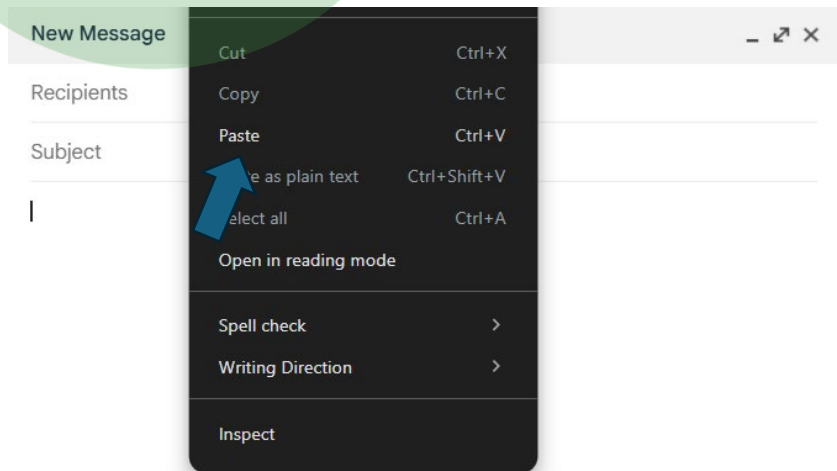 New Message
Recipients
Subject
Cut Ctrl+X
Copy Ctrl+C
Paste Ctrl+V
as plain text Ctrl+Shift+V
all Ctrl+A
Open in reading mode
Spell check
Writing Direction
Inspect